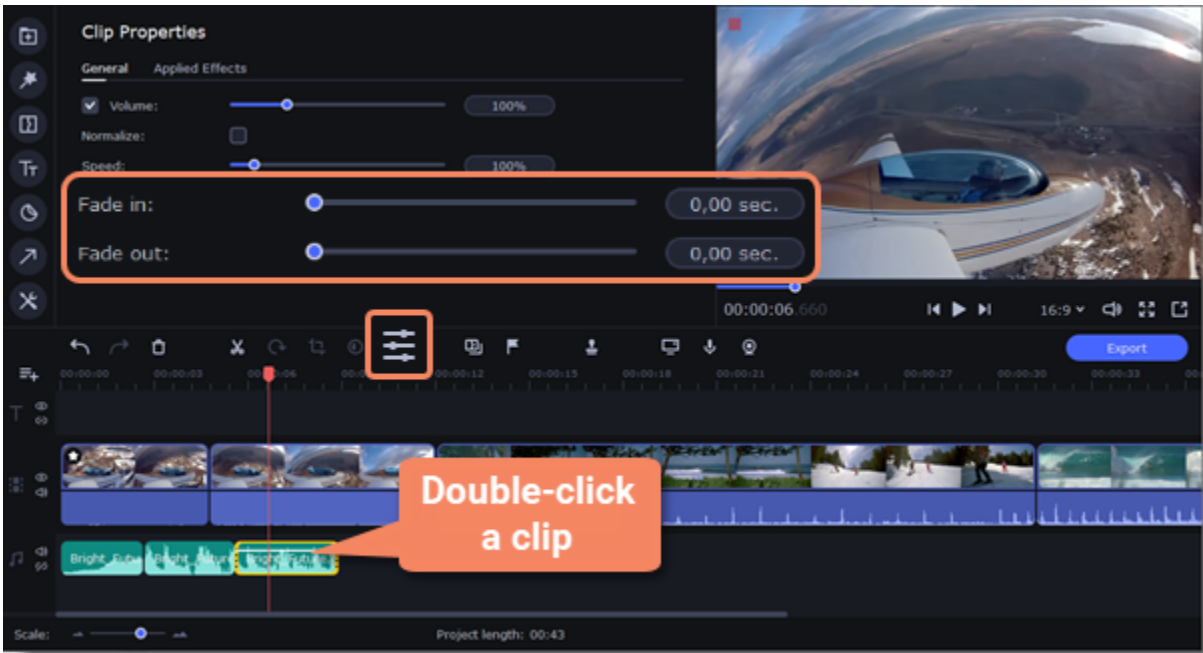 Clip Properties
General Applied Effects
Volume: 100%
Normalize:
Speed: 100%
Fade in: 0,00 sec.
Fade out: 0,00 sec.
00:00:06.660 16:9
Export
00:00:00 00:00:03 00:00:12 00:00:15 00:00:18 00:00:21 00:00:24 00:00:27 00:00:30 00:00:33
Double-click
a clip
Bright_Future
Scale: Project length: 00:43